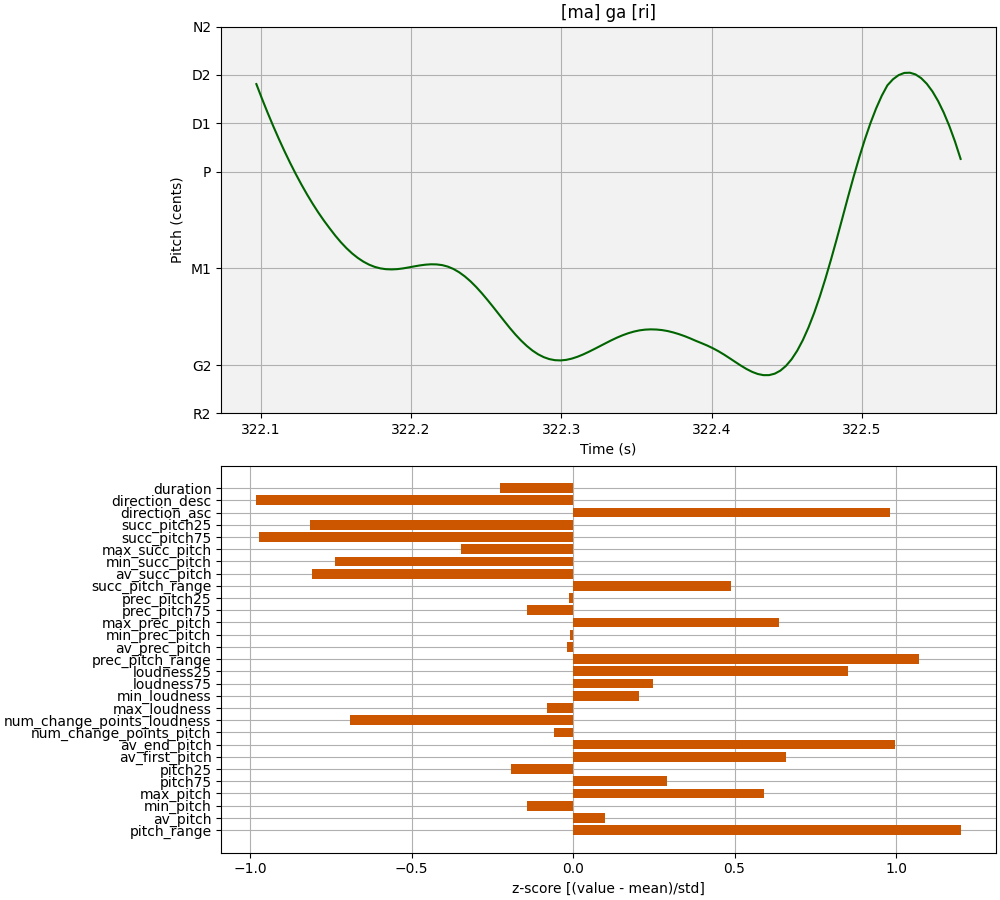 [ma] ga [ri]
N2
D2
D1
P
M1
G2
R2
Pitch (cents)
322.1 322.2 322.3 322.4 322.5
Time (s)
duration
direction_desc
direction_asc
succ_pitch25
succ_pitch75
max_succ_pitch
min_succ_pitch
av_succ_pitch
succ_pitch_range
prec_pitch25
prec_pitch75
max_prec_pitch
min_prec_pitch
av_prec_pitch
prec_pitch_range
loudness25
loudness75
min_loudness
max_loudness
num_change_points_loudness
num_change_points_pitch
av_end_pitch
av_first_pitch
pitch25
pitch75
max_pitch
min_pitch
av_pitch
pitch_range
−1.0 −0.5 0.0 0.5 1.0
z-score [(value - mean)/std]